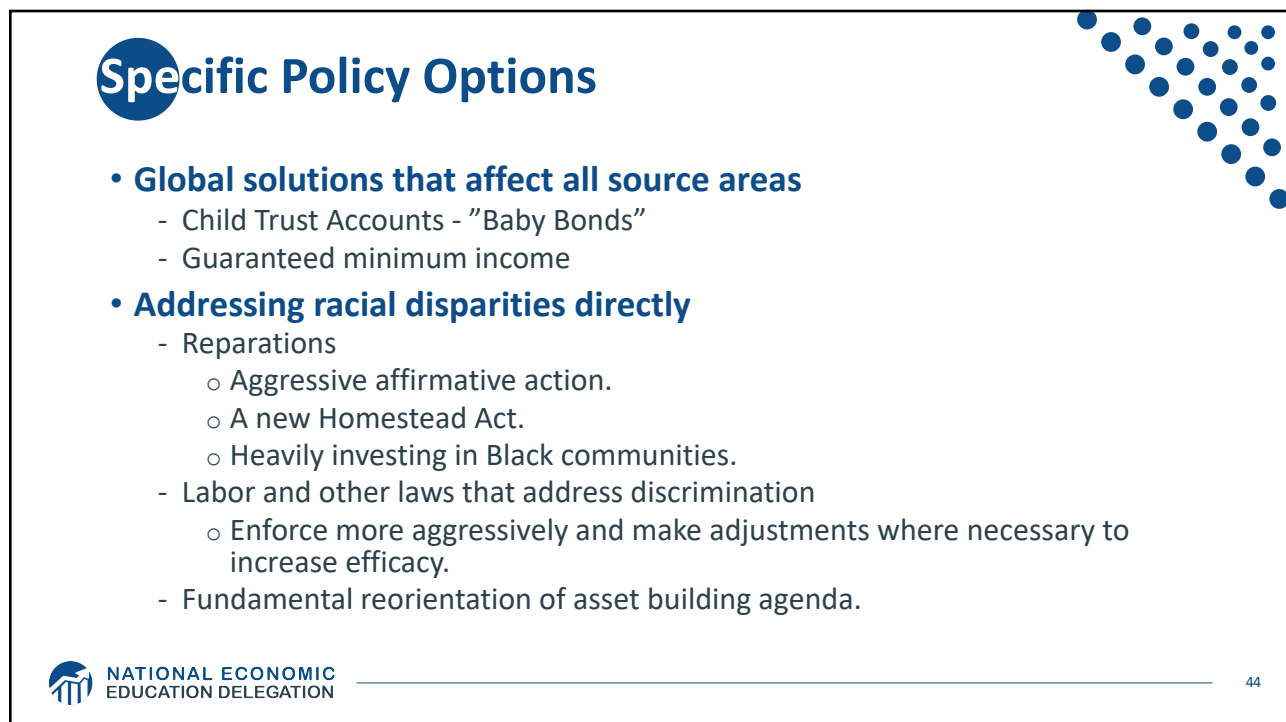 Specific Policy Options
• Global solutions that affect all source areas
- Child Trust Accounts - ”Baby Bonds”
- Guaranteed minimum income
• Addressing racial disparities directly
- Reparations
o Aggressive affirmative action.
o A new Homestead Act.
o Heavily investing in Black communities.
- Labor and other laws that address discrimination
o Enforce more aggressively and make adjustments where necessary to
increase efficacy.
- Fundamental reorientation of asset building agenda.
NATIONAL ECONOMIC
EDUCATION DELEGATION
44